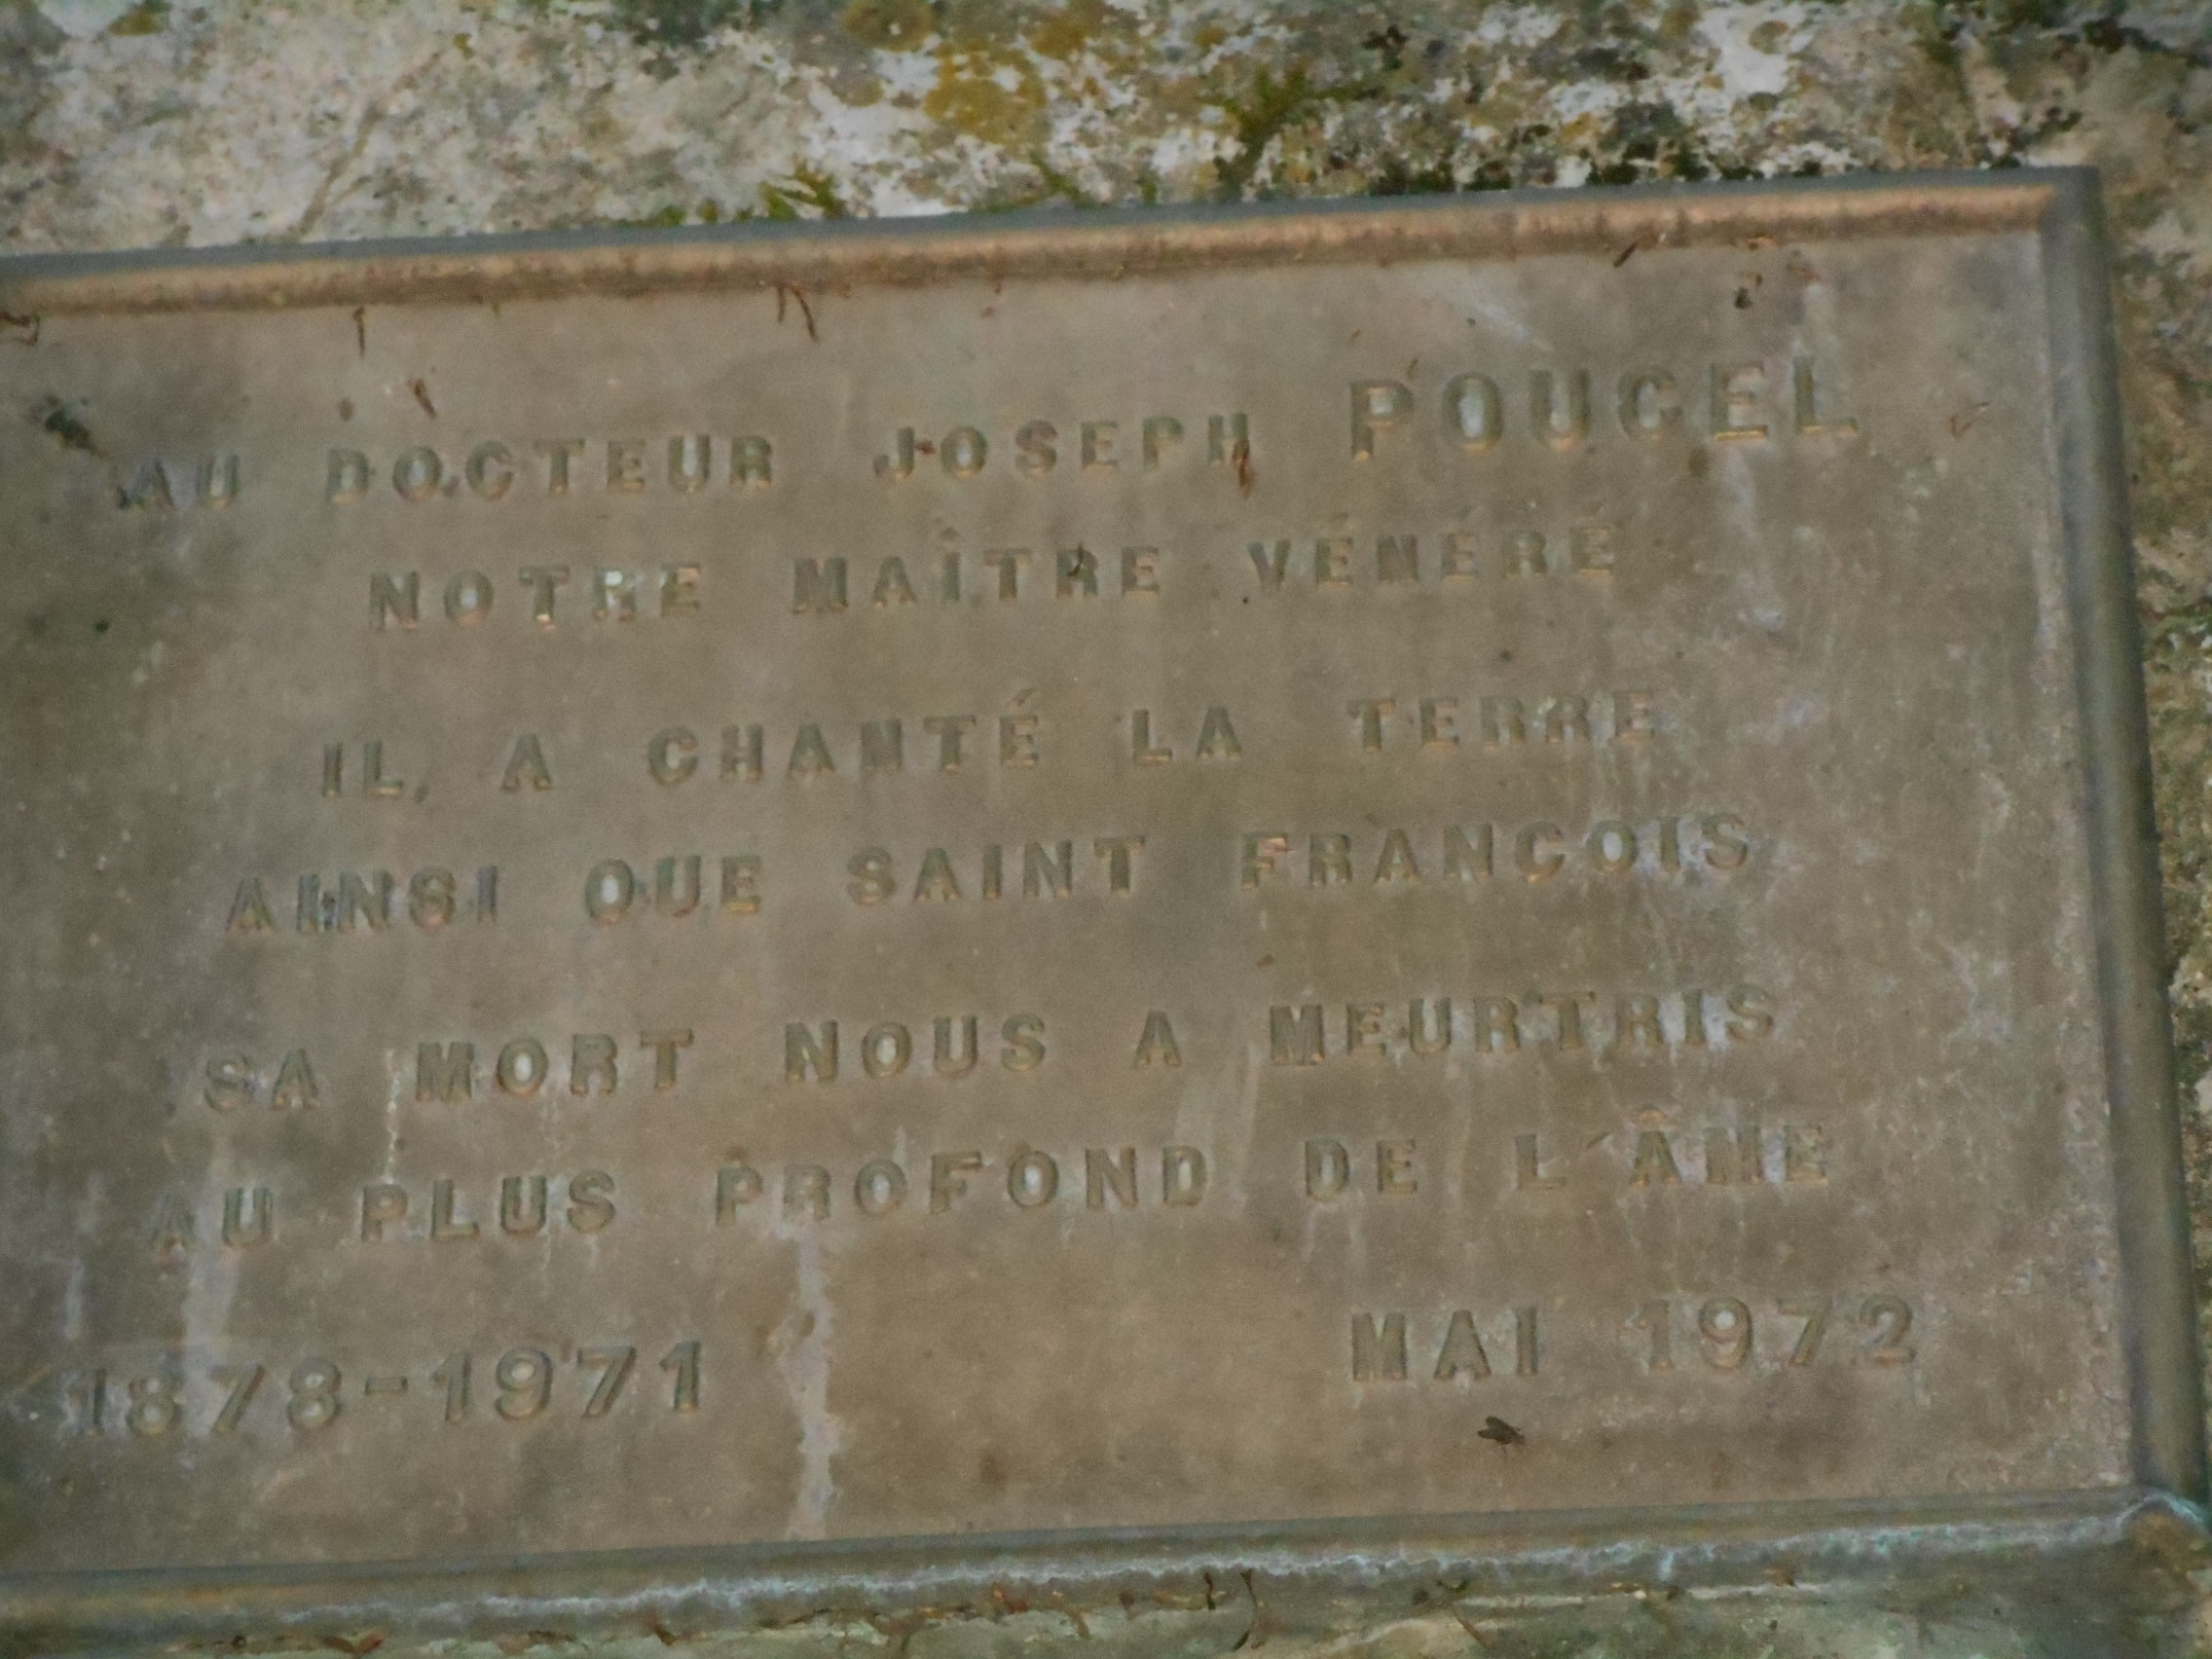 AU DOCTEUR JOSEPH POUCEL
NOTRE MAÎTRE VÉNÉRÉ
IL A CHANTÉ LA TERRE
AINSI QUE SAINT FRANÇOIS
SA MORT NOUS A MEURTRIS
AU PLUS PROFOND DE L'ÂME
1878-1971 MAI 1972